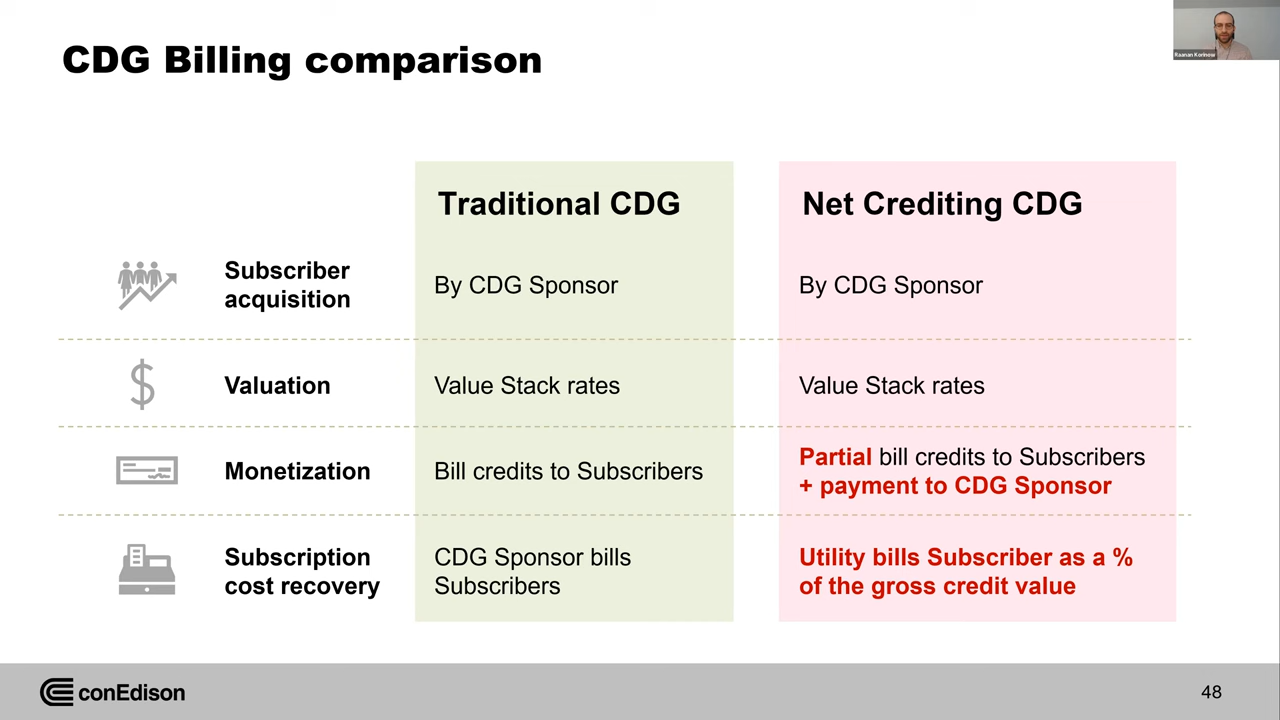 Raanan Korinow
CDG Billing comparison
Traditional CDG
Net Crediting CDG
Subscriber
acquisition
By CDG Sponsor
By CDG Sponsor
Valuation
Value Stack rates
Value Stack rates
Monetization
Bill credits to Subscribers
Partial bill credits to Subscribers
+ payment to CDG Sponsor
Subscription
cost recovery
CDG Sponsor bills
Subscribers
Utility bills Subscriber as a %
of the gross credit value
conEdison
48